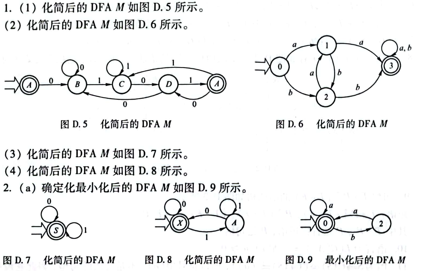 1. (1) 化简后的 DFA M 如图 D.5 所示。
(2) 化简后的 DFA M 如图 D.6 所示。
0 1 1 a a a, b
A 0 B 1 C 0 D 1 A
0 1 a b 3
0 0 b 2 b
图 D.5 化简后的 DFA M 图 D.6 化简后的 DFA M
(3) 化简后的 DFA M 如图 D.7 所示。
(4) 化简后的 DFA M 如图 D.8 所示。
2. (a) 确定化最小化后的 DFA M 如图 D.9 所示。
0 0 1 a
S 1 X 0 A 0 a 2
1 b
图 D.7 化简后的 DFA M 图 D.8 化简后的 DFA M 图 D.9 最小化后的 DFA M